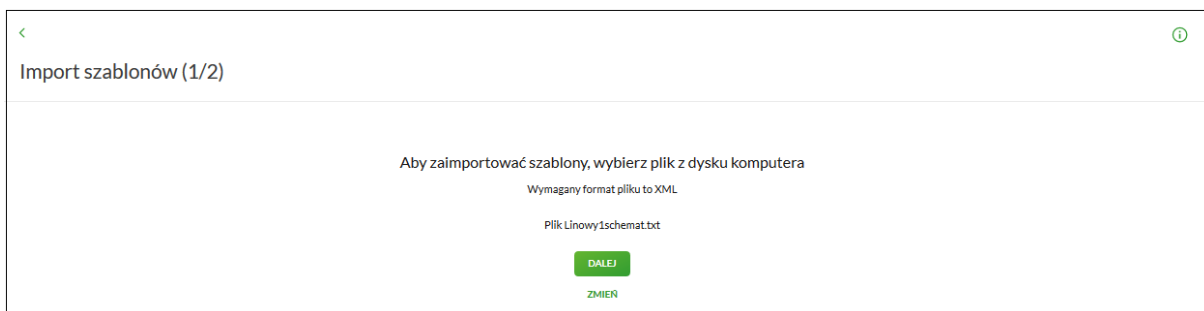 Import szablonów (1/2)
Aby zaimportować szablony, wybierz plik z dysku komputera
Wymagany format pliku to XML
Plik Linowy1schemat.txt
DALEJ
ZMIEŃ